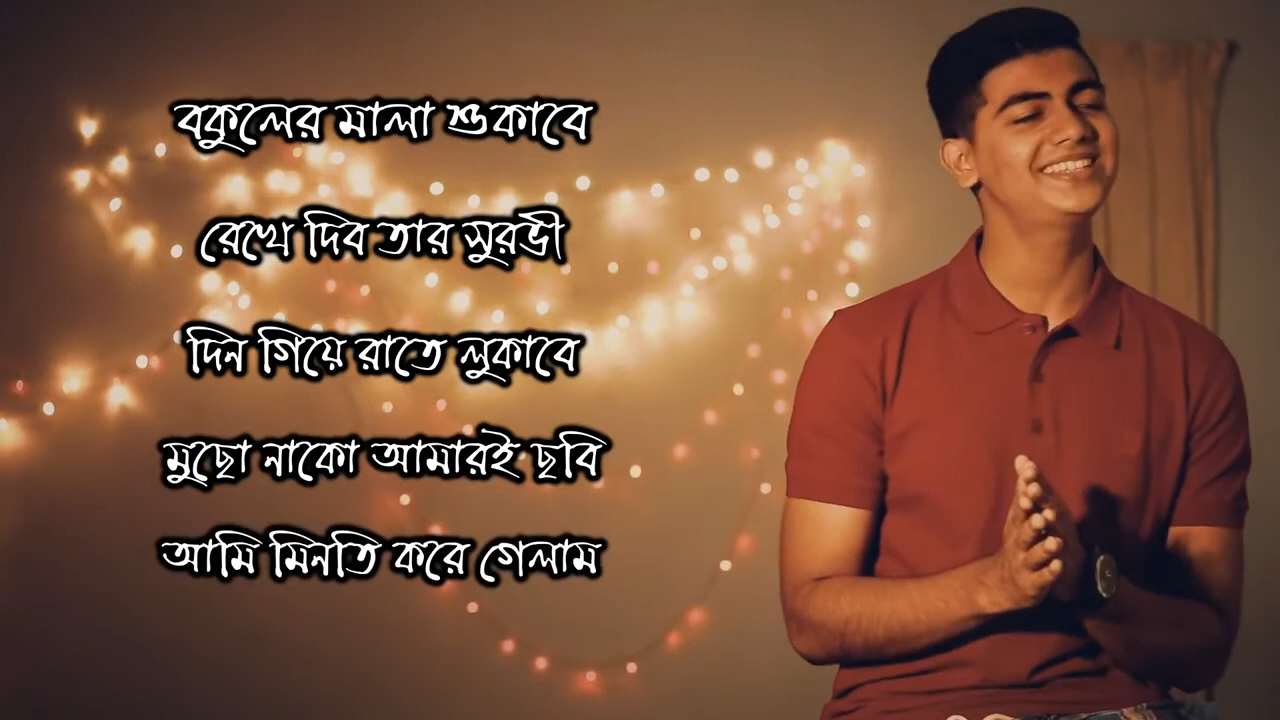 বকুলের মালা শুকাবে
রেখে দিব তার সুরভী
দিন গিয়ে রাতে লুকাবে
মুছো নাকো আমারই ছবি
আমি মিনতি করে গেলাম